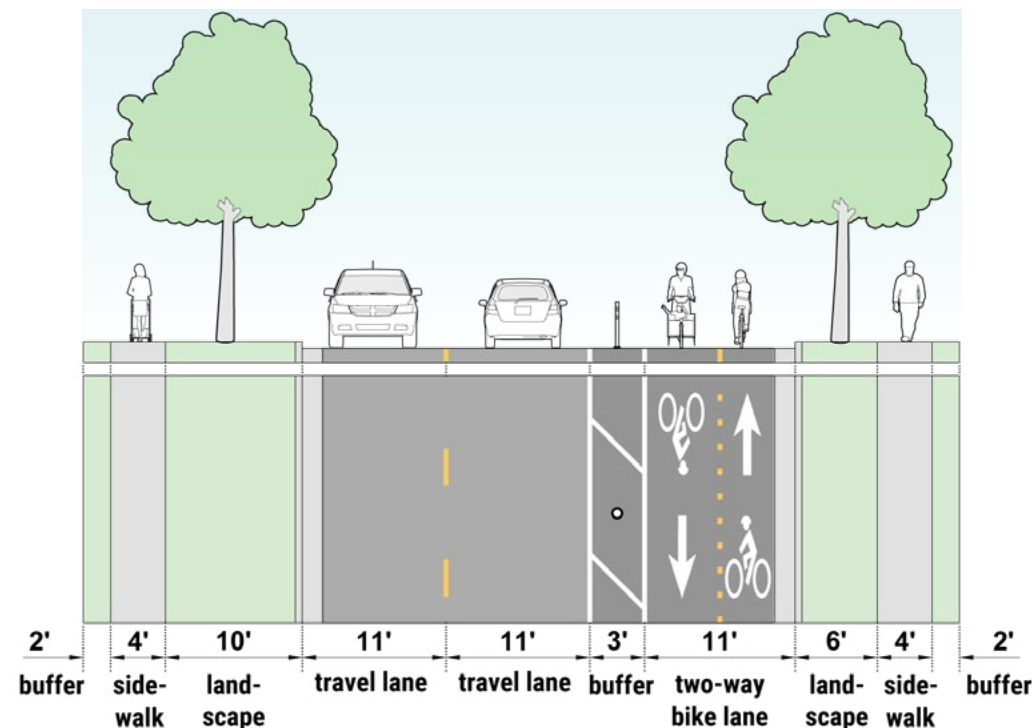 2' 4' 10' 11' 11' 3' 11' 6' 4' 2'
buffer side- land- travel lane travel lane buffer two-way land- side- buffer
walk scape bike lane scape walk